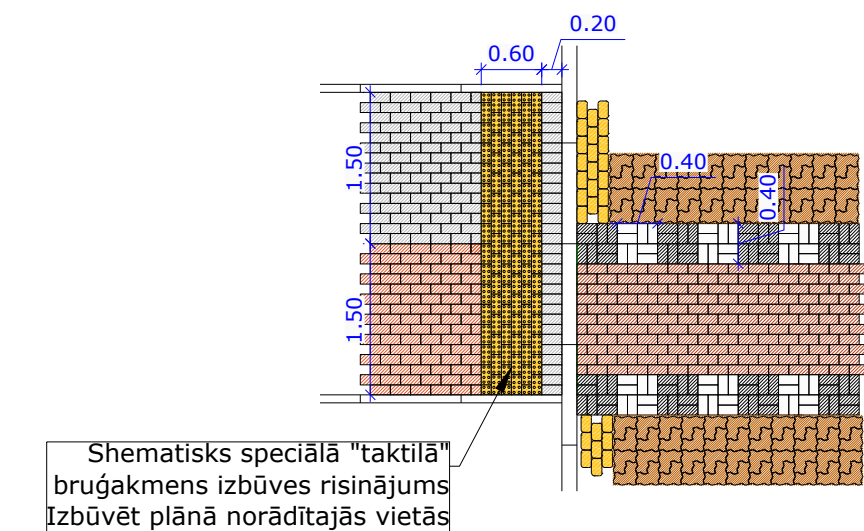 0.20
0.60
1.50
0.40
0.40
1.50
Shematisks speciālā "taktilā"
bruģakmens izbūves risinājums
Izbūvēt plānā norādītajās vietās